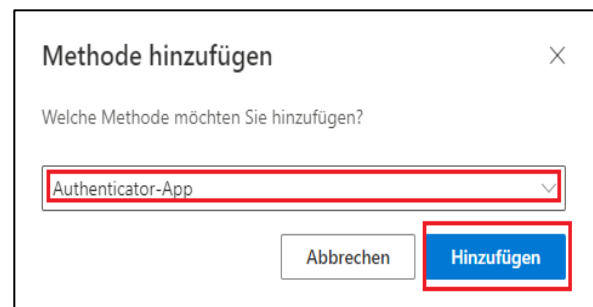 Methode hinzufügen
Welche Methode möchten Sie hinzufügen?
Authenticator-App
Abbrechen
Hinzufügen